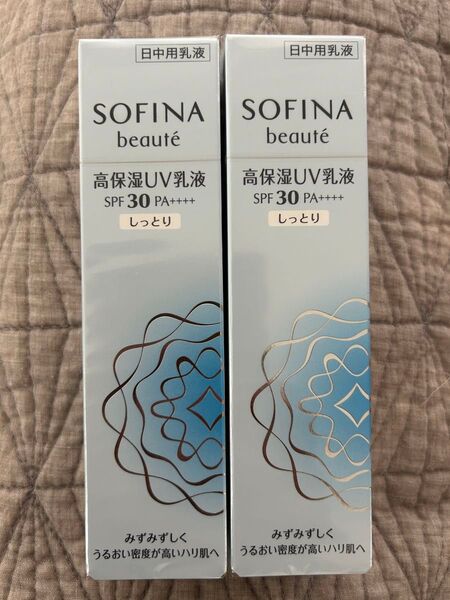 日中用乳液
SOFINA
beauté
高保湿UV乳液
SPF 30 PA++++
しっとり
みずみずしく
うるおい密度が高いハリ肌へ
日中用乳液
SOFINA
beauté
高保湿UV乳液
SPF 30 PA++++
しっとり
みずみずしく
うるおい密度が高いハリ肌へ